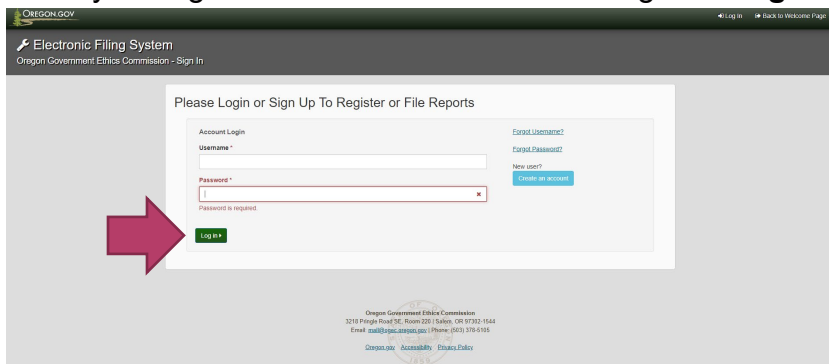 OREGON.GOV
Log In Back to Welcome Page
Electronic Filing System
Oregon Government Ethics Commission - Sign In
Please Login or Sign Up To Register or File Reports
Account Login
Username *
Password *
Password is required.
Log in
Forgot Username?
Forgot Password?
New user?
Create an account
Oregon Government Ethics Commission
3218 Pringle Road SE, Room 220 | Salem, OR 97302-1544
Email: mail@ogec.oregon.gov | Phone: (503) 378-5105
Oregon.gov Accessibility Privacy Policy
1859